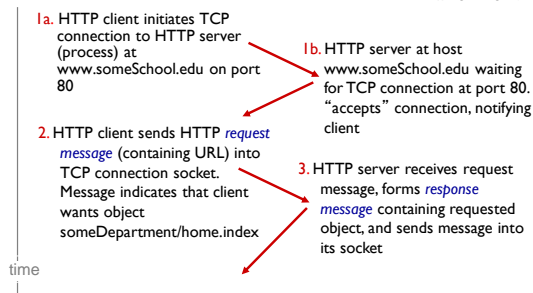 1a. HTTP client initiates TCP
connection to HTTP server
(process) at
www.someSchool.edu on port
80
1b. HTTP server at host
www.someSchool.edu waiting
for TCP connection at port 80.
“accepts” connection, notifying
client
2. HTTP client sends HTTP request
message (containing URL) into
TCP connection socket.
Message indicates that client
wants object
someDepartment/home.index
3. HTTP server receives request
message, forms response
message containing requested
object, and sends message into
its socket
time